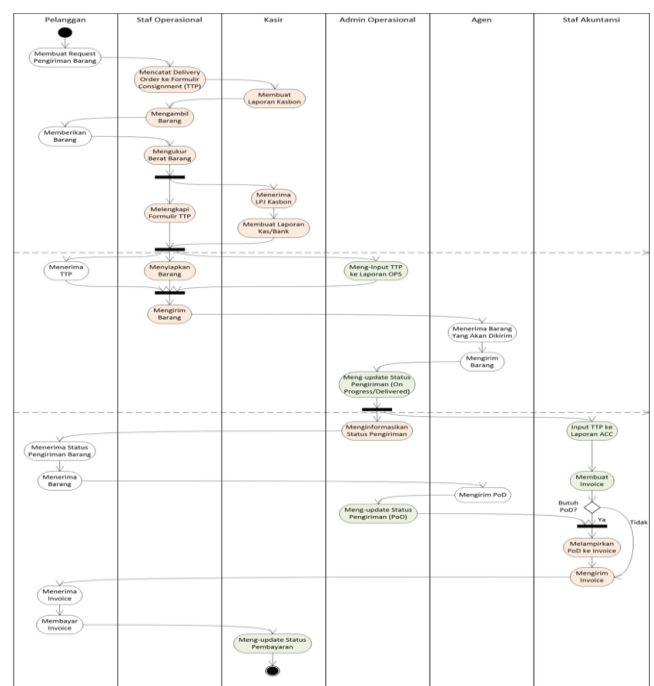 Pelanggan
Staf Operasional
Kasir
Admin Operasional
Agen
Staf Akuntansi
Membuat Request
Pengiriman Barang
Mencatat Delivery
Order ke Formulir
Consignment (TTP)
Membuat
Laporan Kasbon
Mengambil
Barang
Memberikan
Barang
Mengukur
Berat Barang
Menerima
LPJ Kasbon
Melengkapi
Formulir TTP
Membuat Laporan
Kas/Bank
Menerima
TTP
Menyiapkan
Barang
Meng-Input TTP
ke Laporan OPS
Mengirim
Barang
Menerima Barang
Yang Akan Dikirim
Mengirim
Barang
Meng-update Status
Pengiriman (On
Progress/Delivered)
Menginformasikan
Status Pengiriman
Input TTP ke
Laporan ACC
Menerima Status
Pengiriman Barang
Membuat
Invoice
Menerima
Barang
Mengirim PoD
Butuh
PoD?
Meng-update Status
Pengiriman (PoD)
Ya
Tidak
Melampirkan
PoD ke Invoice
Mengirim
Invoice
Menerima
Invoice
Membayar
Invoice
Meng-update Status
Pembayaran